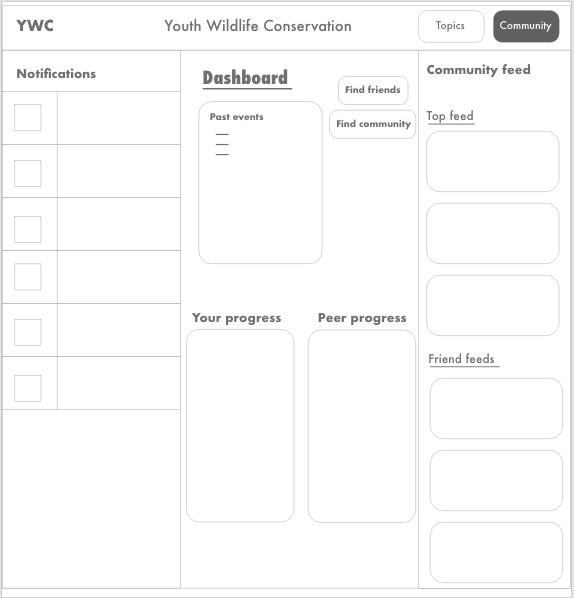 YWC
Youth Wildlife Conservation
Topics
Community
Notifications
Dashboard
Find friends
Find community
Past events
Your progress
Peer progress
Community feed
Top feed
Friend feeds